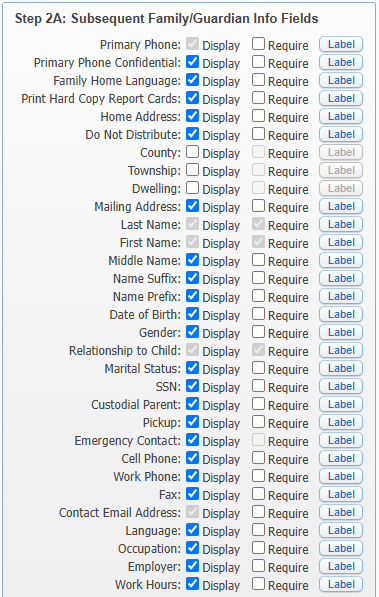 Step 2A: Subsequent Family/Guardian Info Fields
Primary Phone: Display Require Label
Primary Phone Confidential: Display Require Label
Family Home Language: Display Require Label
Print Hard Copy Report Cards: Display Require Label
Home Address: Display Require Label
Do Not Distribute: Display Require Label
County: Display Require Label
Township: Display Require Label
Dwelling: Display Require Label
Mailing Address: Display Require Label
Last Name: Display Require Label
First Name: Display Require Label
Middle Name: Display Require Label
Name Suffix: Display Require Label
Name Prefix: Display Require Label
Date of Birth: Display Require Label
Gender: Display Require Label
Relationship to Child: Display Require Label
Marital Status: Display Require Label
SSN: Display Require Label
Custodial Parent: Display Require Label
Pickup: Display Require Label
Emergency Contact: Display Require Label
Cell Phone: Display Require Label
Work Phone: Display Require Label
Fax: Display Require Label
Contact Email Address: Display Require Label
Language: Display Require Label
Occupation: Display Require Label
Employer: Display Require Label
Work Hours: Display Require Label